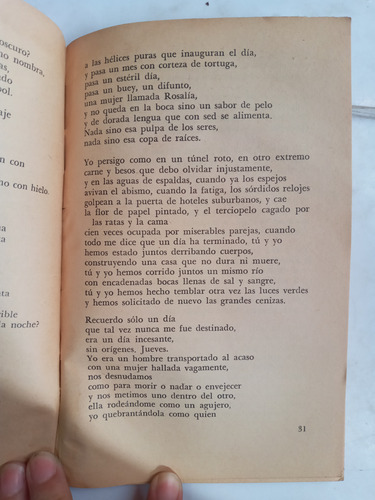 oscuro?
no nombra,
as,
edo
bol.
aje
con
no con hielo.
a
nta
rible
la noche?
a las hélices puras que inauguran el día,
y pasa un mes con corteza de tortuga,
pasa un estéril día,
pasa un buey, un difunto,
una mujer llamada Rosalía,
y no queda en la boca sino un sabor de pelo
y de dorada lengua que con sed se alimenta.
Nada sino esa pulpa de los seres,
nada sino esa copa de raíces.
Yo persigo como en un túnel roto, en otro extremo
carne y besos que debo olvidar injustamente,
y en las aguas de espaldas, cuando ya los espejos
avivan el abismo, cuando la fatiga, los sórdidos relojes
golpean a la puerta de hoteles suburbanos, y cae
la flor de papel pintado, y el terciopelo cagado por
las ratas y la cama
cien veces ocupada por miserables parejas, cuando
todo me dice que un día ha terminado, tú y yo
hemos estado juntos derribando cuerpos,
construyendo una casa que no dura ni muere,
tú y yo hemos corrido juntos un mismo río
con encadenadas bocas llenas de sal y sangre,
tú y yo hemos hecho temblar otra vez las luces verdes
y hemos solicitado de nuevo las grandes cenizas.
Recuerdo sólo un día
que tal vez nunca me fue destinado,
era un día incesante,
sin orígenes, Jueves.
Yo era un hombre transportado al acaso
con una mujer hallada vagamente,
nos desnudamos
como para morir o nadar o envejecer
y nos metimos uno dentro del otro,
ella rodeándome como un agujero,
yo quebrantándola como quien
31